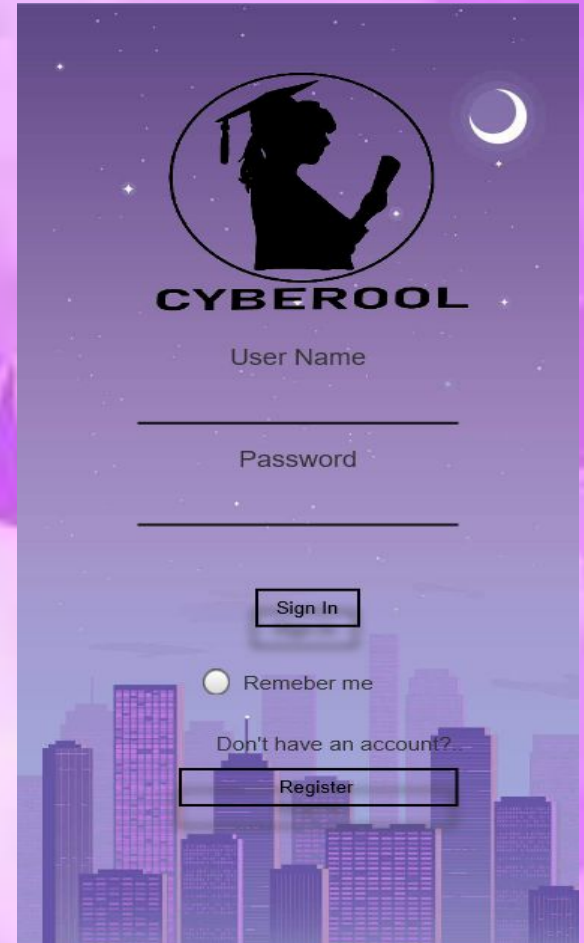 CYBEROOL
User Name
Password
Sign In
Remeber me
Don't have an account?..
Register